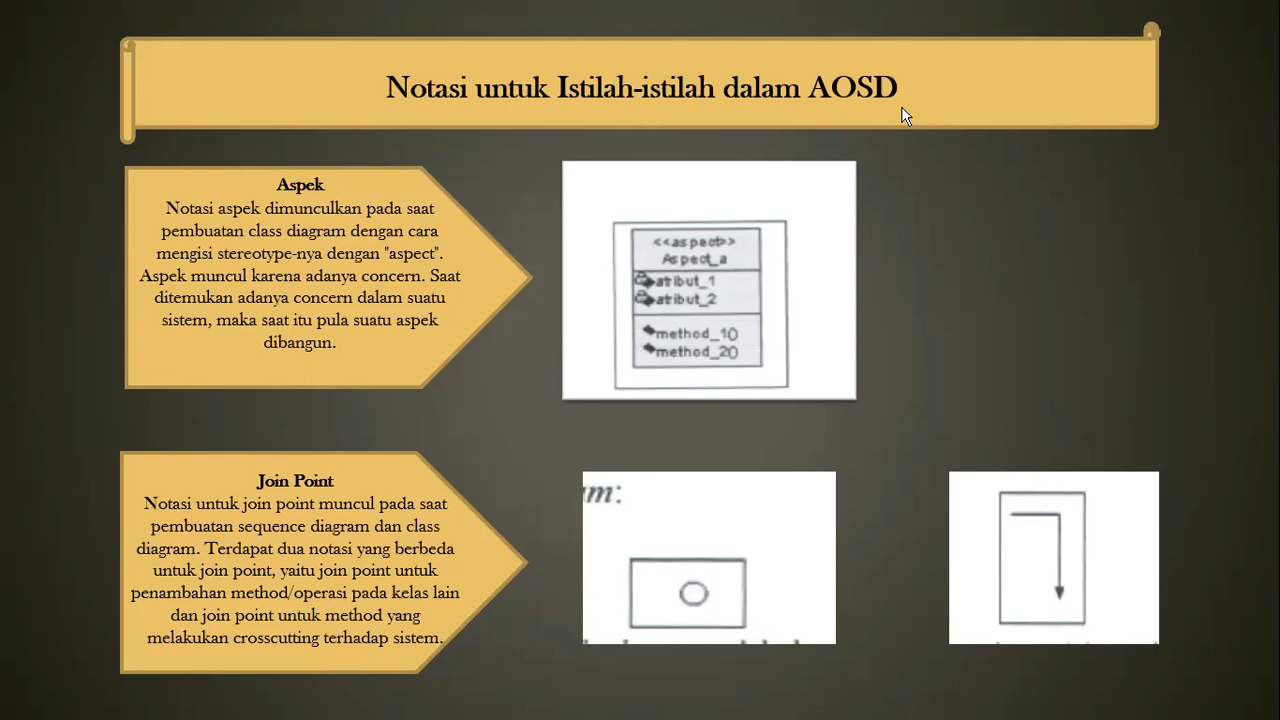 Notasi untuk Istilah-istilah dalam AOSD
Aspek
Notasi aspek dimunculkan pada saat
pembuatan class diagram dengan cara
mengisi stereotype-nya dengan "aspect".
Aspek muncul karena adanya concern. Saat
ditemukan adanya concern dalam suatu
sistem, maka saat itu pula suatu aspek
dibangun.
<<aspect>>
Aspect_a
atribut_1
atribut_2
method_1()
method_2()
Join Point
Notasi untuk join point muncul pada saat
pembuatan sequence diagram dan class
diagram. Terdapat dua notasi yang berbeda
untuk join point, yaitu join point untuk
penambahan method/operasi pada kelas lain
dan join point untuk method yang
melakukan crosscutting terhadap sistem.